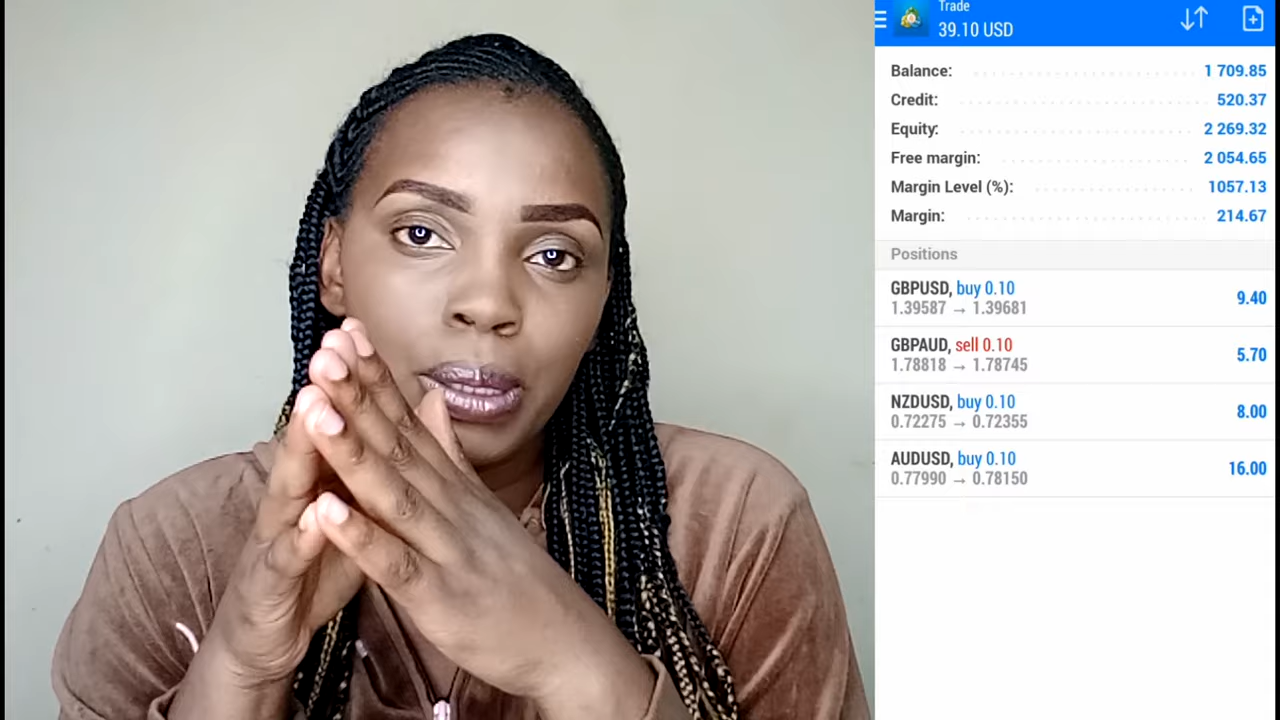 Trade
39.10 USD
Balance: 1 709.85
Credit: 520.37
Equity: 2 269.32
Free margin: 2 054.65
Margin Level (%): 1057.13
Margin: 214.67
Positions
GBPUSD, buy 0.10
1.39587 → 1.39681
9.40
GBPAUD, sell 0.10
1.78818 → 1.78745
5.70
NZDUSD, buy 0.10
0.72275 → 0.72355
8.00
AUDUSD, buy 0.10
0.77990 → 0.78150
16.00